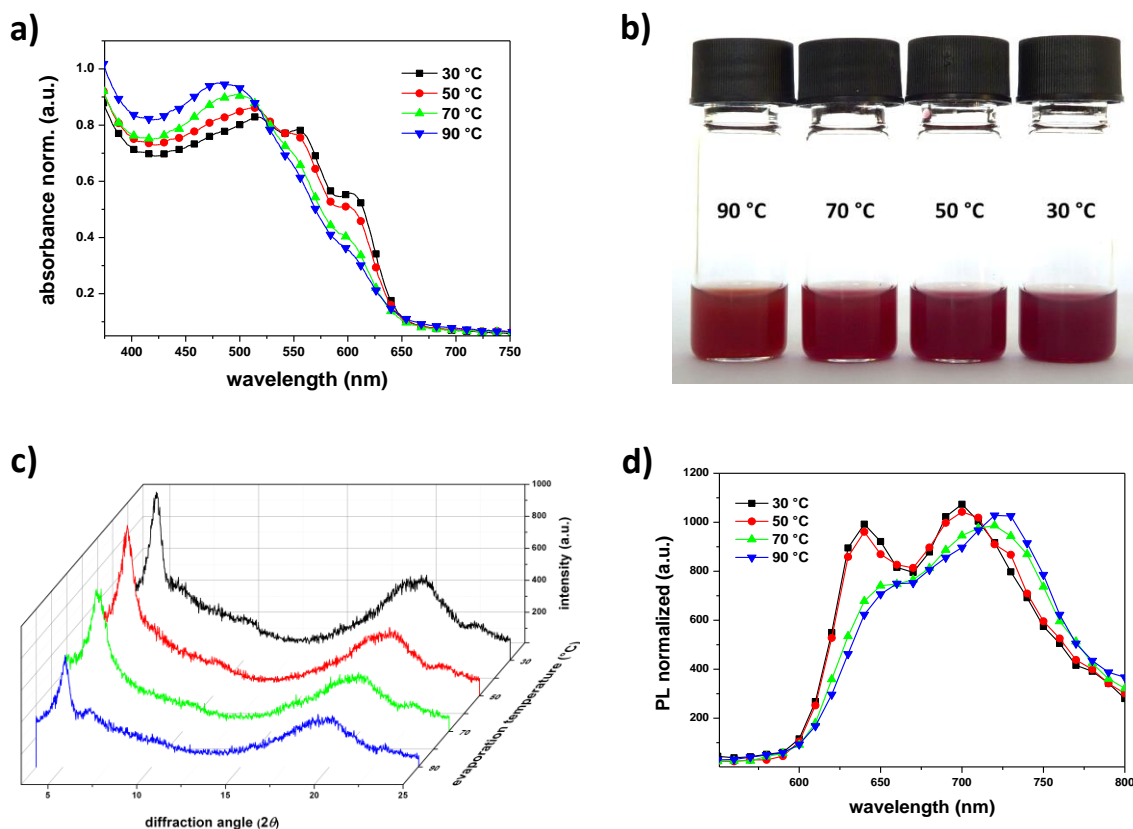 a)
absorbance norm. (a.u.)
1.0
0.8
0.6
0.4
0.2
30 °C
50 °C
70 °C
90 °C
400 450 500 550 600 650 700 750
wavelength (nm)
b)
90 °C 70 °C 50 °C 30 °C
c)
1000
800
600
400
200
intensity (a.u.)
30
50
70
90
evaporation temperature (°C)
5 10 15 20 25
diffraction angle (2θ)
d)
PL normalized (a.u.)
1200
1000
800
600
400
200
30 °C
50 °C
70 °C
90 °C
600 650 700 750 800
wavelength (nm)